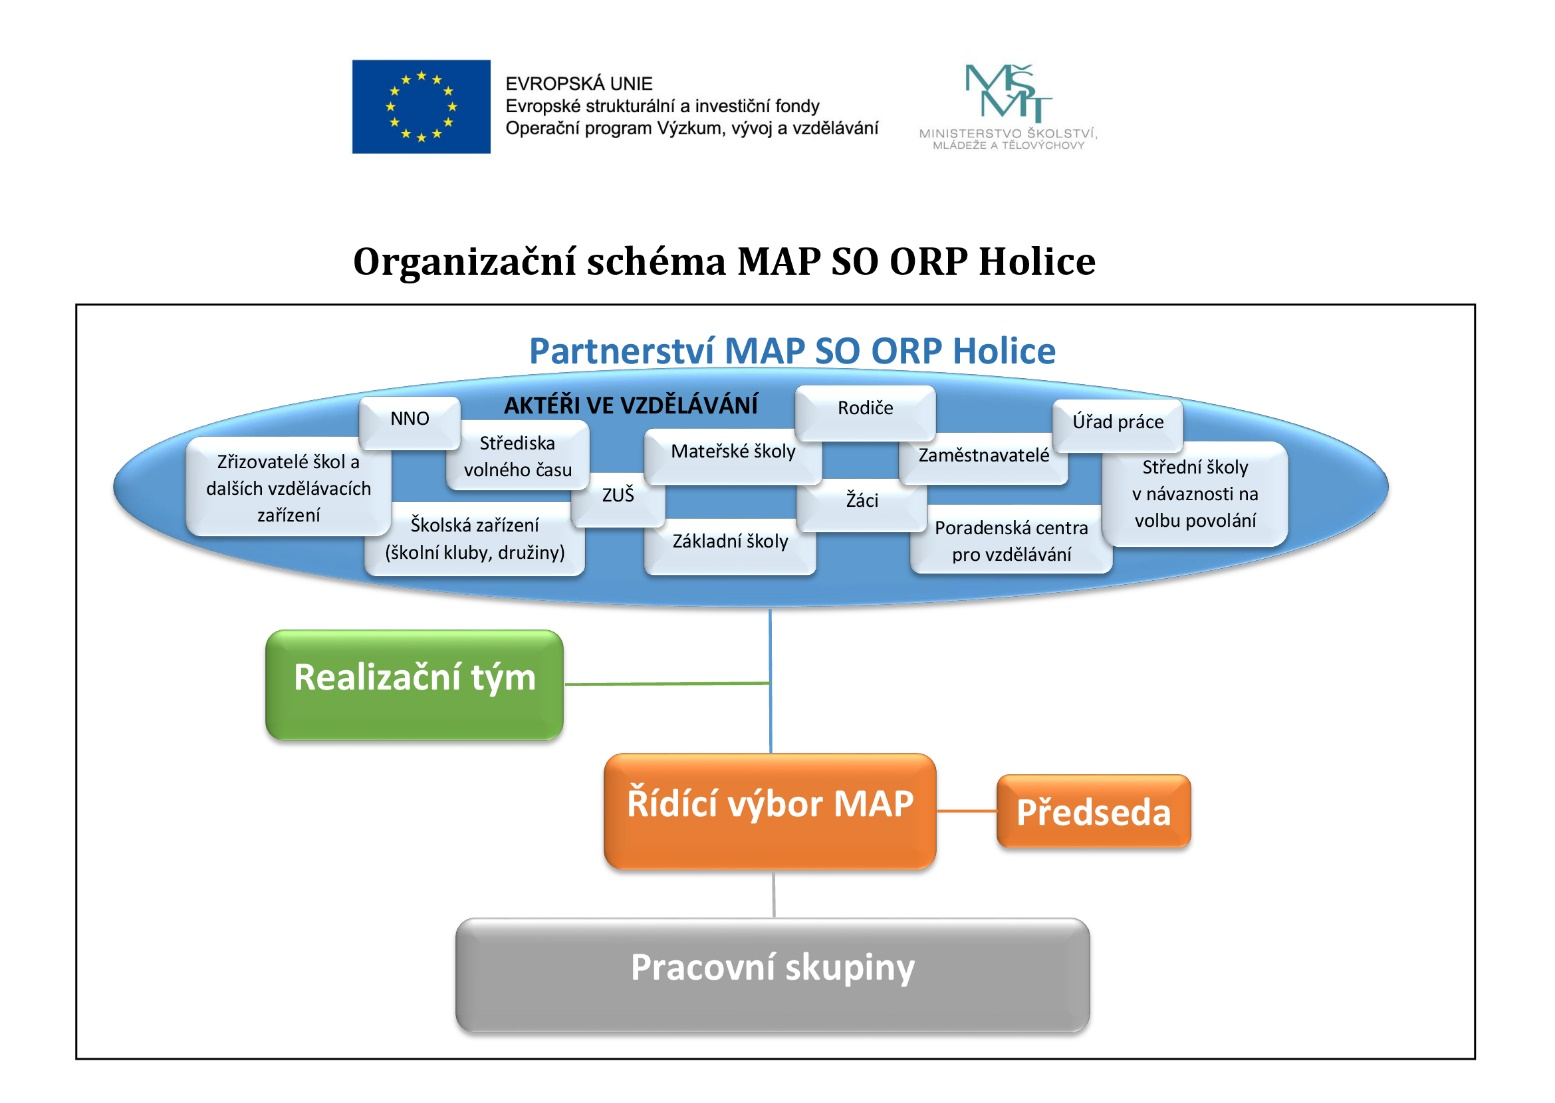 EVROPSKÁ UNIE
Evropské strukturální a investiční fondy
Operační program Výzkum, vývoj a vzdělávání
MŠMT
MINISTERSTVO ŠKOLSTVÍ,
MLÁDEŽE A TĚLOVÝCHOVY
Organizační schéma MAP SO ORP Holice
Partnerství MAP SO ORP Holice
AKTÉŘI VE VZDĚLÁVÁNÍ
NNO
Rodiče
Úřad práce
Zřizovatelé škol a
dalších vzdělávacích
zařízení
Střediska
volného času
Mateřské školy
Zaměstnavatelé
Střední školy
v návaznosti na
volbu povolání
ZUŠ
Žáci
Školská zařízení
(školní kluby, družiny)
Základní školy
Poradenská centra
pro vzdělávání
Realizační tým
Řídící výbor MAP
Předseda
Pracovní skupiny